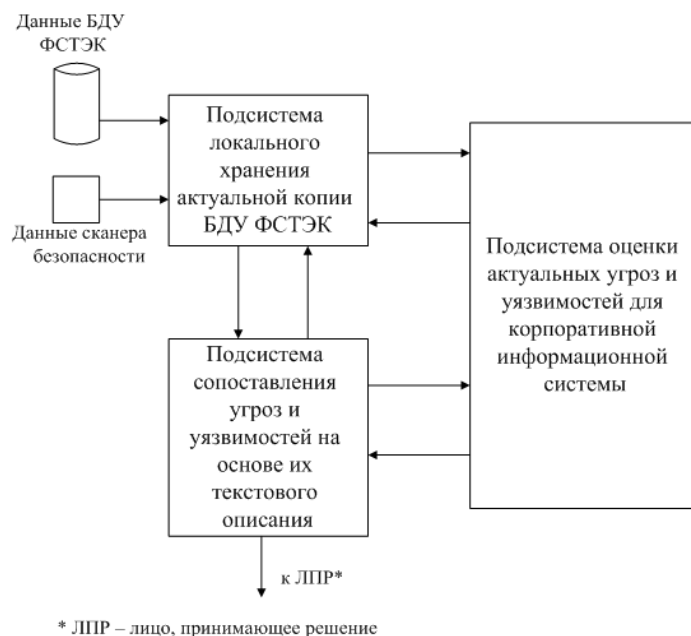 Данные БДУ
ФСТЭК
Подсистема
локального
хранения
актуальной копии
БДУ ФСТЭК
Данные сканера
безопасности
Подсистема оценки
актуальных угроз и
уязвимостей для
корпоративной
информационной
системы
Подсистема
сопоставления
угроз и
уязвимостей на
основе их
текстового
описания
к ЛПР*
* ЛПР – лицо, принимающее решение